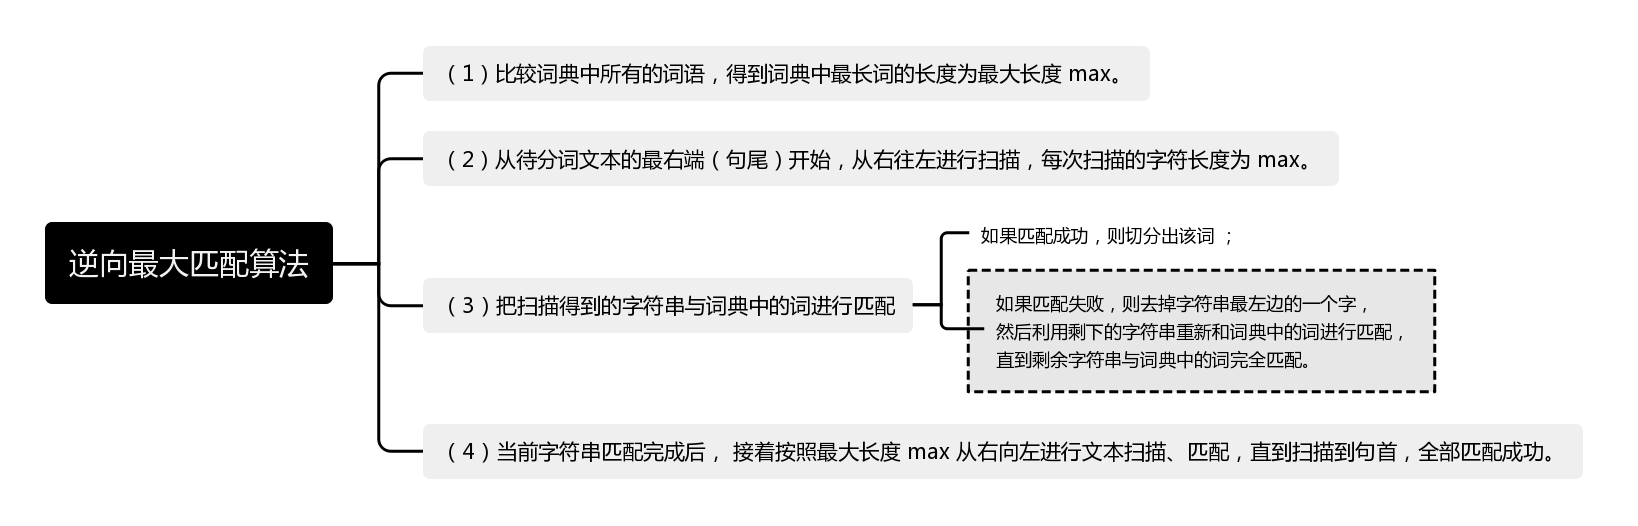 逆向最大匹配算法
（1）比较词典中所有的词语，得到词典中最长词的长度为最大长度 max。
（2）从待分词文本的最右端（句尾）开始，从右往左进行扫描，每次扫描的字符长度为 max。
（3）把扫描得到的字符串与词典中的词进行匹配
如果匹配成功，则切分出该词 ；
如果匹配失败，则去掉字符串最左边的一个字，
然后利用剩下的字符串重新和词典中的词进行匹配，
直到剩余字符串与词典中的词完全匹配。
（4）当前字符串匹配完成后， 接着按照最大长度 max 从右向左进行文本扫描、匹配，直到扫描到句首，全部匹配成功。